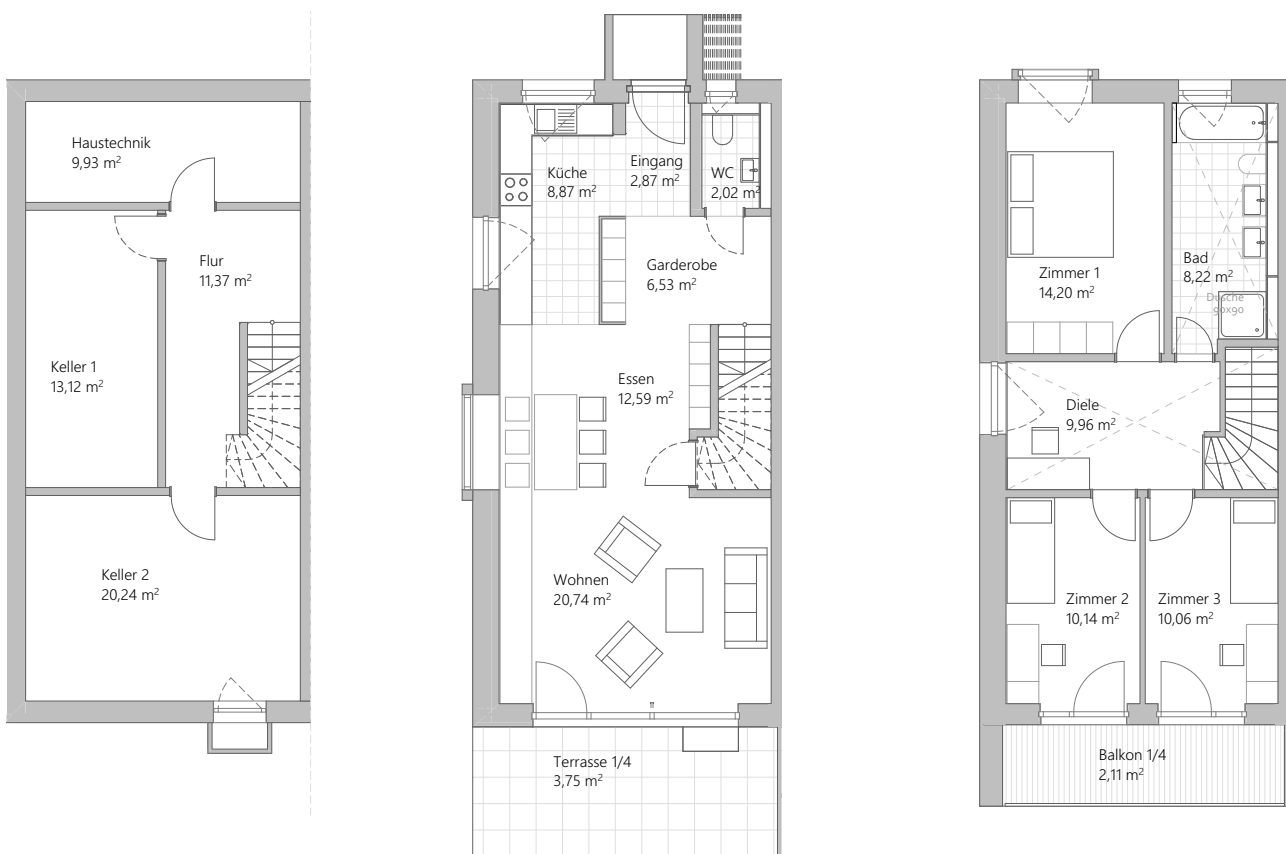 Haustechnik
9,93 m²
Flur
11,37 m²
Keller 1
13,12 m²
Keller 2
20,24 m²
Küche
8,87 m²
Eingang
2,87 m²
WC
2,02 m²
Garderobe
6,53 m²
Essen
12,59 m²
Wohnen
20,74 m²
Terrasse 1/4
3,75 m²
Zimmer 1
14,20 m²
Bad
8,22 m²
Dusche
90x90
Diele
9,96 m²
Zimmer 2
10,14 m²
Zimmer 3
10,06 m²
Balkon 1/4
2,11 m²